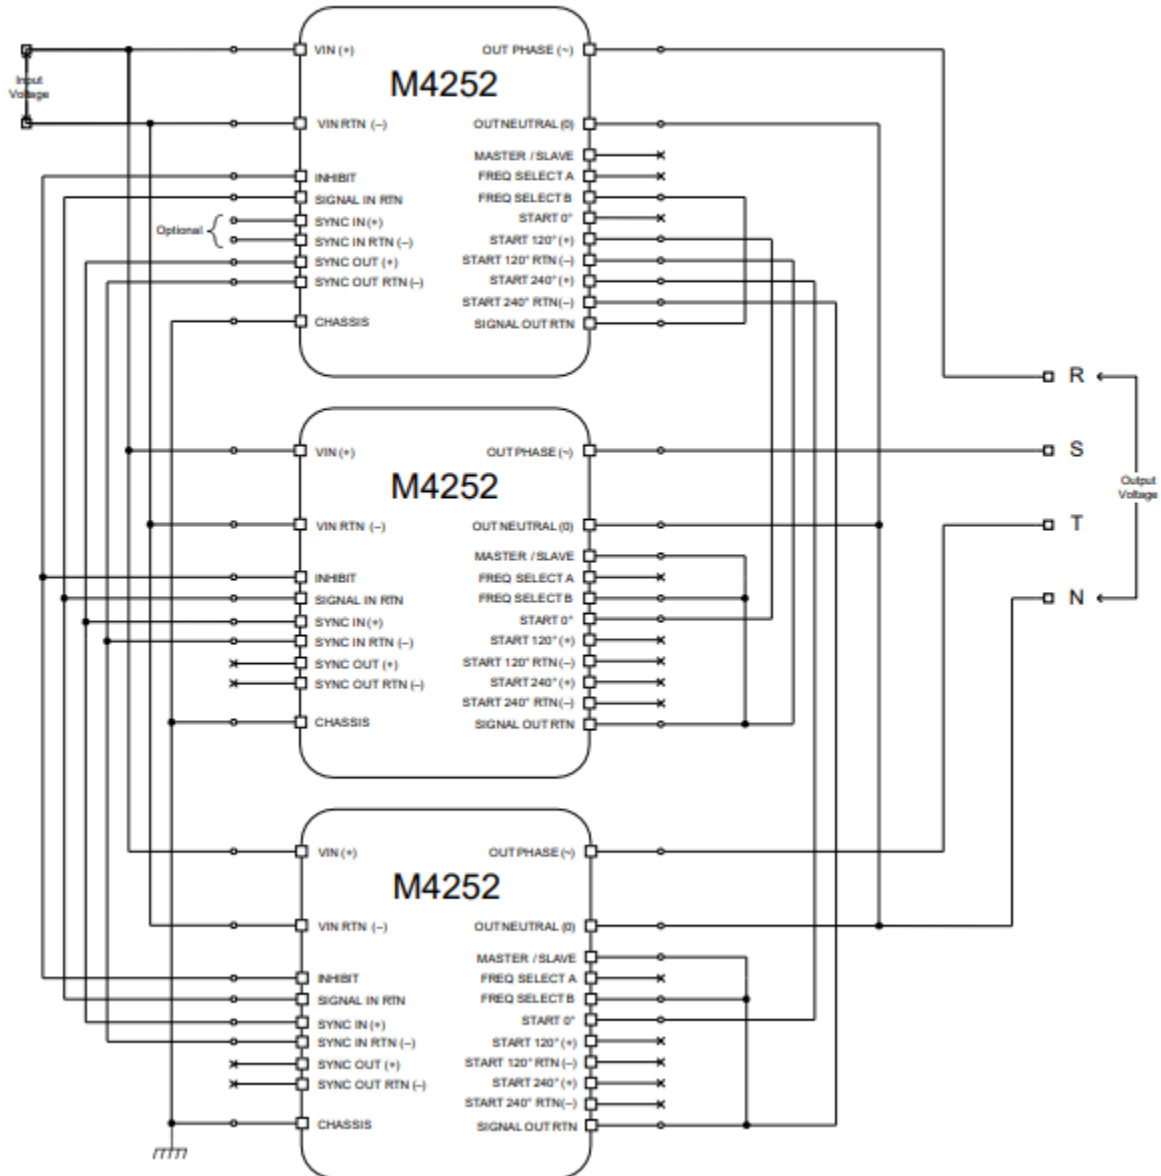 Input
Voltage
VIN (+)
OUT PHASE (~)
M4252
VIN RTN (–)
OUT NEUTRAL (0)
MASTER / SLAVE
INHIBIT
FREQ SELECT A
SIGNAL IN RTN
FREQ SELECT B
Optional
SYNC IN (+)
START 0°
SYNC IN RTN (–)
START 120° (+)
SYNC OUT (+)
START 120° RTN (–)
SYNC OUT RTN (–)
START 240° (+)
START 240° RTN (–)
CHASSIS
SIGNAL OUT RTN
R
S
T
N
Output
Voltage
VIN (+)
OUT PHASE (~)
M4252
VIN RTN (–)
OUT NEUTRAL (0)
MASTER / SLAVE
INHIBIT
FREQ SELECT A
SIGNAL IN RTN
FREQ SELECT B
SYNC IN (+)
START 0°
SYNC IN RTN (–)
START 120° (+)
SYNC OUT (+)
START 120° RTN (–)
SYNC OUT RTN (–)
START 240° (+)
START 240° RTN (–)
CHASSIS
SIGNAL OUT RTN
VIN (+)
OUT PHASE (~)
M4252
VIN RTN (–)
OUT NEUTRAL (0)
MASTER / SLAVE
INHIBIT
FREQ SELECT A
SIGNAL IN RTN
FREQ SELECT B
SYNC IN (+)
START 0°
SYNC IN RTN (–)
START 120° (+)
SYNC OUT (+)
START 120° RTN (–)
SYNC OUT RTN (–)
START 240° (+)
START 240° RTN (–)
CHASSIS
SIGNAL OUT RTN